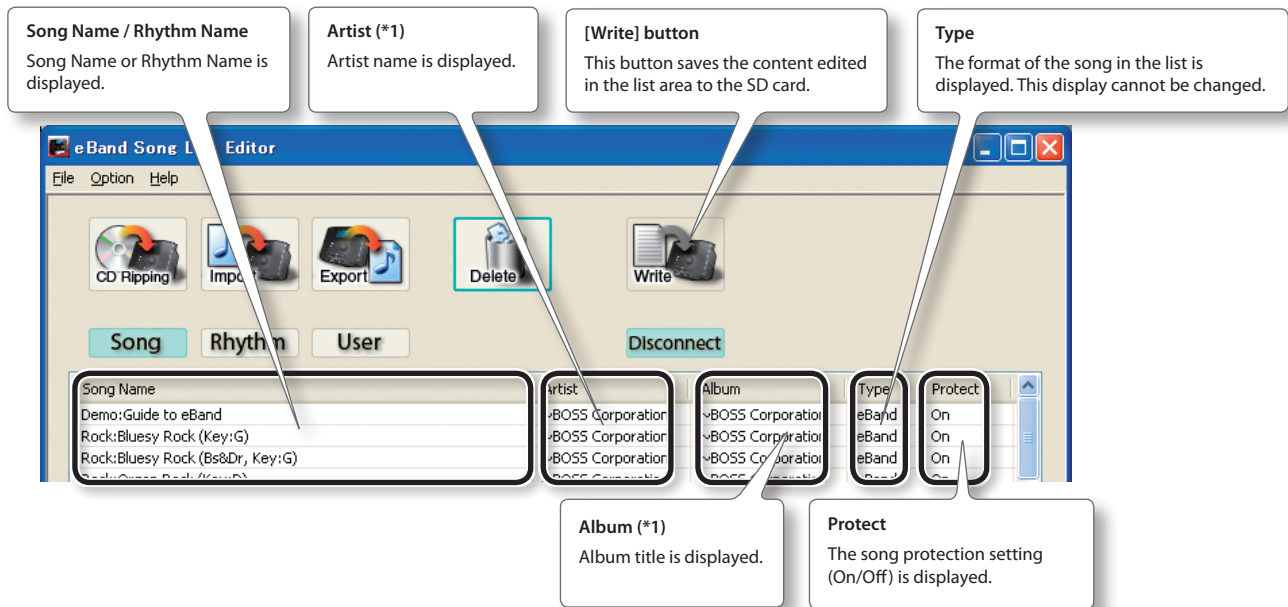 Song Name / Rhythm Name
Song Name or Rhythm Name is
displayed.
Artist (*1)
Artist name is displayed.
[Write] button
This button saves the content edited
in the list area to the SD card.
Type
The format of the song in the list is
displayed. This display cannot be changed.
eBand Song L Editor
File Option Help
CD Ripping
Export
Delete
Write
Song
User
Disconnect
Song Name Artist Album Type Protect
Demo:Guide to eBand ~BOSS Corporation ~BOSS Corporation eBand On
Rock:Bluesy Rock (Key:G) ~BOSS Corporation ~BOSS Corporation eBand On
Rock:Bluesy Rock (Bs&Dr, Key:G) ~BOSS Corporation ~BOSS Corporation eBand On
Album (*1)
Album title is displayed.
Protect
The song protection setting
(On/Off) is displayed.